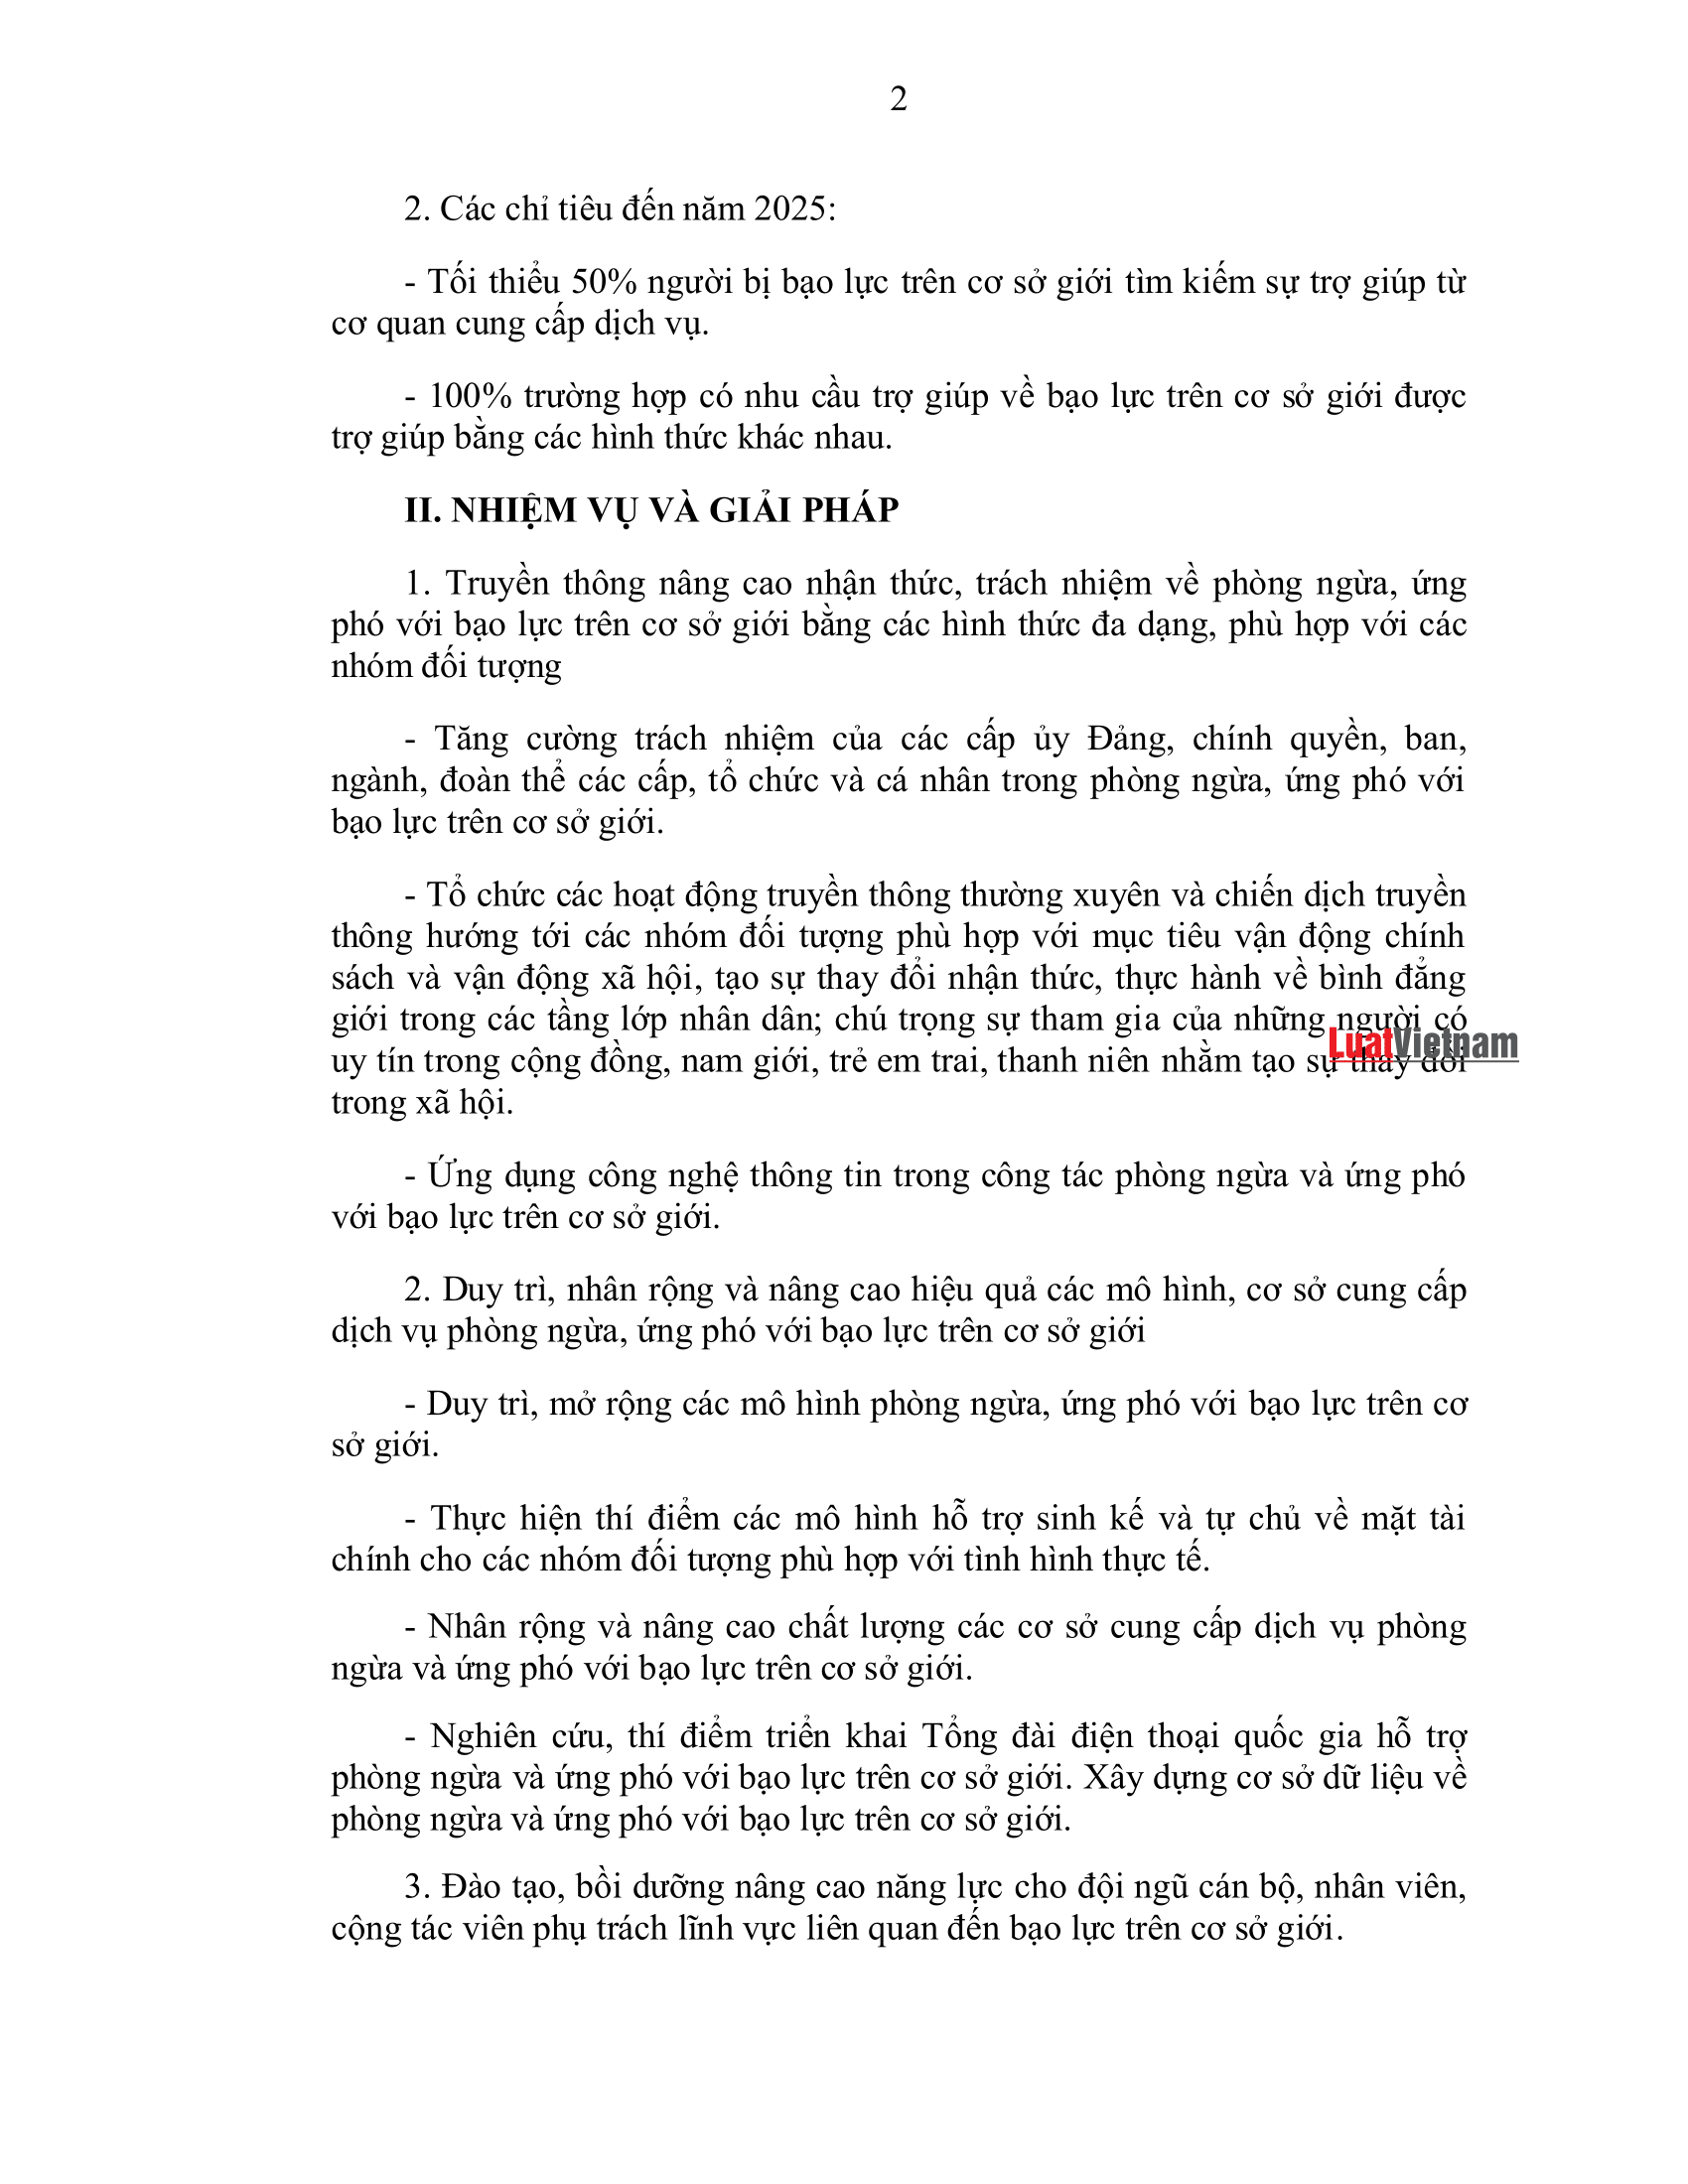 2
2. Các chỉ tiêu đến năm 2025:
- Tối thiểu 50% người bị bạo lực trên cơ sở giới tìm kiếm sự trợ giúp từ
cơ quan cung cấp dịch vụ.
- 100% trường hợp có nhu cầu trợ giúp về bạo lực trên cơ sở giới được
trợ giúp bằng các hình thức khác nhau.
II. NHIỆM VỤ VÀ GIẢI PHÁP
1. Truyền thông nâng cao nhận thức, trách nhiệm về phòng ngừa, ứng
phó với bạo lực trên cơ sở giới bằng các hình thức đa dạng, phù hợp với các
nhóm đối tượng
- Tăng cường trách nhiệm của các cấp ủy Đảng, chính quyền, ban,
ngành, đoàn thể các cấp, tổ chức và cá nhân trong phòng ngừa, ứng phó với
bạo lực trên cơ sở giới.
- Tổ chức các hoạt động truyền thông thường xuyên và chiến dịch truyền
thông hướng tới các nhóm đối tượng phù hợp với mục tiêu vận động chính
sách và vận động xã hội, tạo sự thay đổi nhận thức, thực hành về bình đẳng
giới trong các tầng lớp nhân dân; chú trọng sự tham gia của những người có
LuatVietnam
uy tín trong cộng đồng, nam giới, trẻ em trai, thanh niên nhằm tạo sự thay đổi
trong xã hội.
- Ứng dụng công nghệ thông tin trong công tác phòng ngừa và ứng phó
với bạo lực trên cơ sở giới.
2. Duy trì, nhân rộng và nâng cao hiệu quả các mô hình, cơ sở cung cấp
dịch vụ phòng ngừa, ứng phó với bạo lực trên cơ sở giới
- Duy trì, mở rộng các mô hình phòng ngừa, ứng phó với bạo lực trên cơ
sở giới.
- Thực hiện thí điểm các mô hình hỗ trợ sinh kế và tự chủ về mặt tài
chính cho các nhóm đối tượng phù hợp với tình hình thực tế.
- Nhân rộng và nâng cao chất lượng các cơ sở cung cấp dịch vụ phòng
ngừa và ứng phó với bạo lực trên cơ sở giới.
- Nghiên cứu, thí điểm triển khai Tổng đài điện thoại quốc gia hỗ trợ
phòng ngừa và ứng phó với bạo lực trên cơ sở giới. Xây dựng cơ sở dữ liệu về
phòng ngừa và ứng phó với bạo lực trên cơ sở giới.
3. Đào tạo, bồi dưỡng nâng cao năng lực cho đội ngũ cán bộ, nhân viên,
cộng tác viên phụ trách lĩnh vực liên quan đến bạo lực trên cơ sở giới.